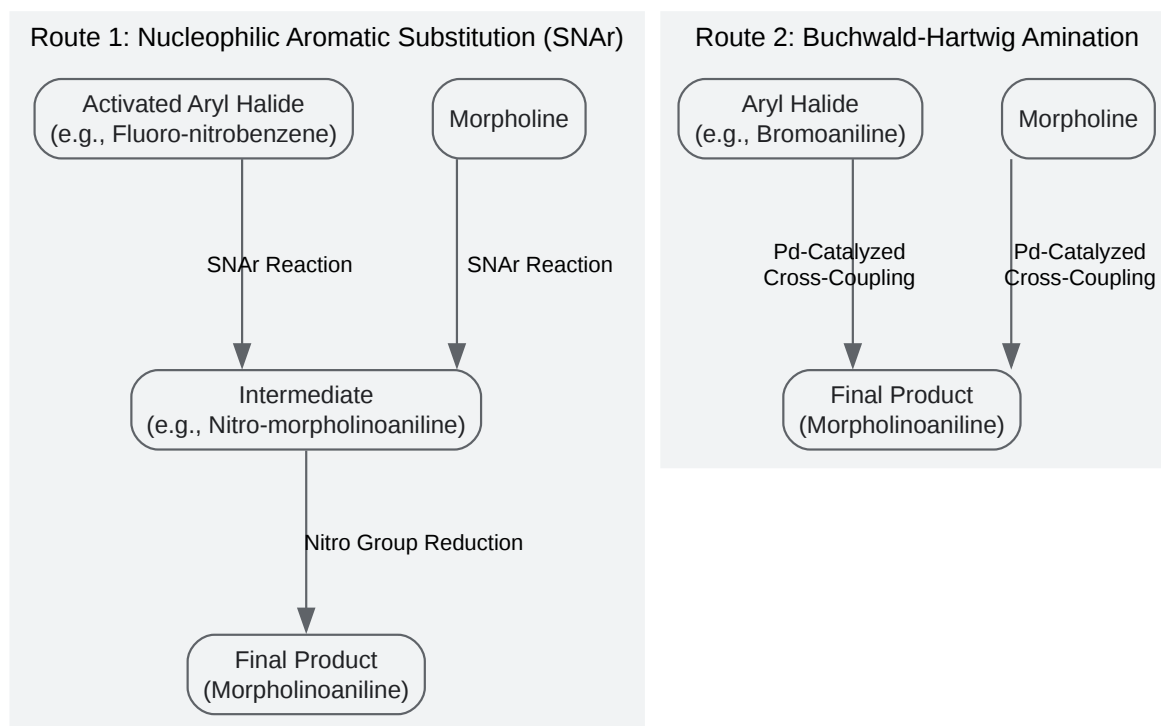 Route 1: Nucleophilic Aromatic Substitution (SNAr)
Activated Aryl Halide
(e.g., Fluoro-nitrobenzene)
Morpholine
SNAr Reaction
SNAr Reaction
Intermediate
(e.g., Nitro-morpholinoaniline)
Nitro Group Reduction
Final Product
(Morpholinoaniline)
Route 2: Buchwald-Hartwig Amination
Aryl Halide
(e.g., Bromoaniline)
Morpholine
Pd-Catalyzed
Cross-Coupling
Pd-Catalyzed
Cross-Coupling
Final Product
(Morpholinoaniline)